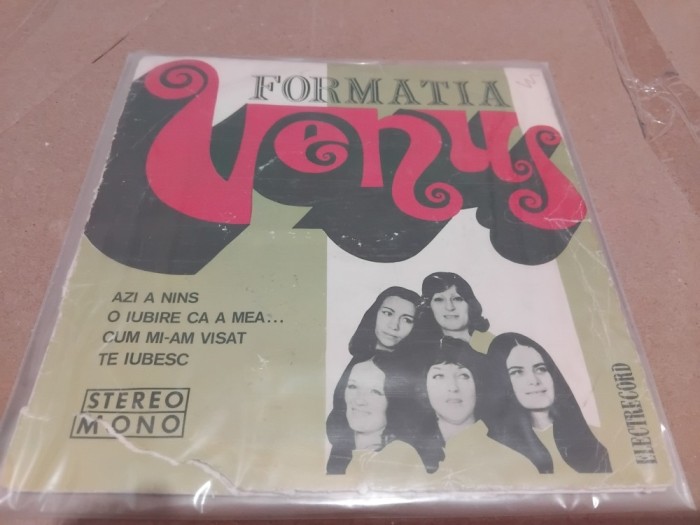 FORMATIA
Venus
AZI A NINS
O IUBIRE CA A MEA...
CUM MI-AM VISAT
TE IUBESC
STEREO
MONO
ELECTRECORD